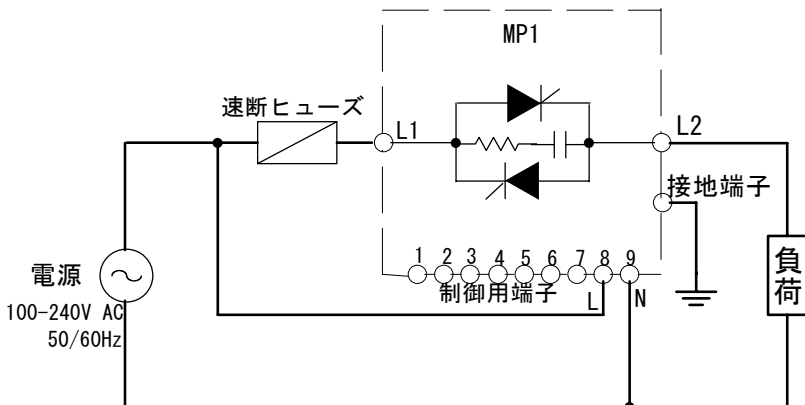 MP1
速断ヒューズ
L1
L2
接地端子
1 2 3 4 5 6 7 8 9
制御用端子
L
N
電源
100-240V AC
50/60Hz
負荷